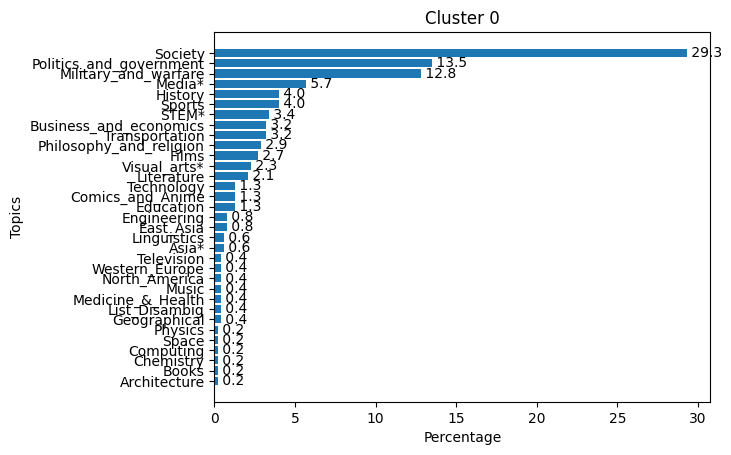 Cluster 0
Topics
Society 29.3
Politics_and_government 13.5
Military_and_warfare 12.8
Media* 5.7
History 4.0
Sports 4.0
STEM* 3.4
Business_and_economics 3.2
Transportation 3.2
Philosophy_and_religion 2.9
Films 2.7
Visual_arts* 2.3
Literature 2.1
Technology 1.3
Comics_and_Anime 1.3
Education 1.3
Engineering 0.8
East_Asia 0.8
Linguistics 0.6
Asia* 0.6
Television 0.4
Western_Europe 0.4
North_America 0.4
Music 0.4
Medicine_&_Health 0.4
List_Disambig 0.4
Geographical 0.4
Physics 0.2
Space 0.2
Computing 0.2
Chemistry 0.2
Books 0.2
Architecture 0.2
0 5 10 15 20 25 30
Percentage